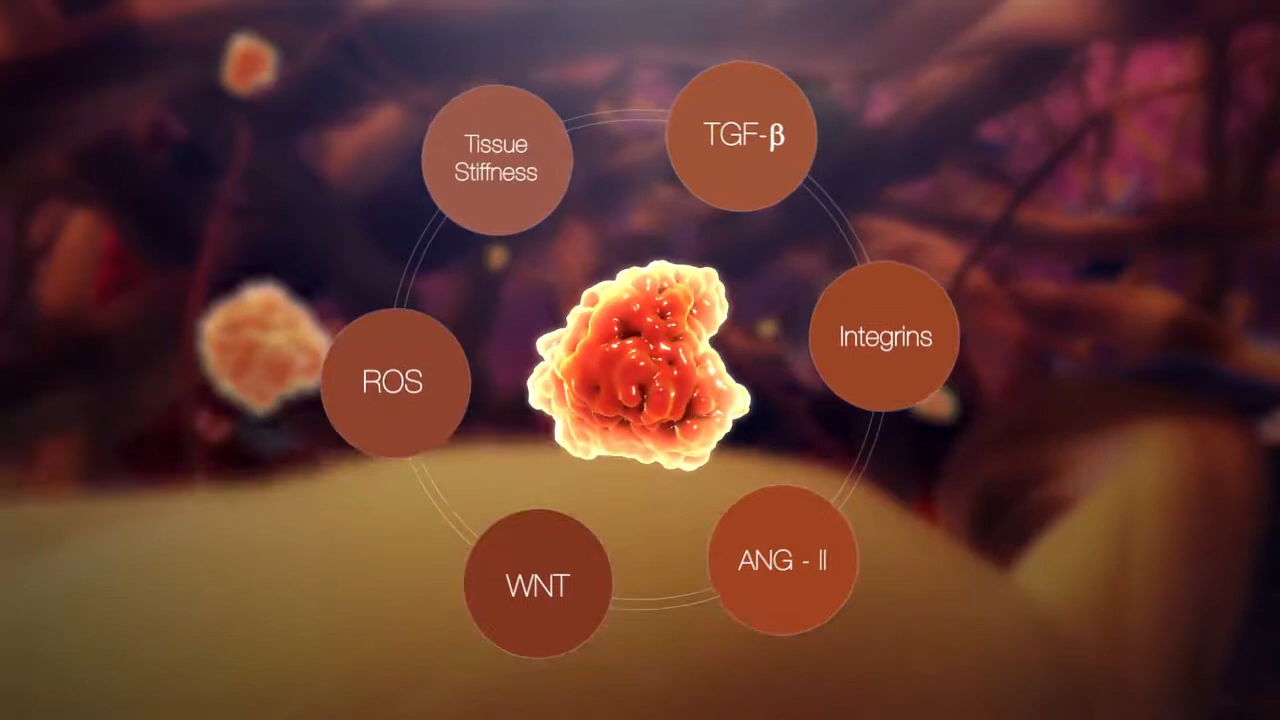 Tissue
Stiffness
TGF-β
Integrins
ROS
ANG - II
WNT